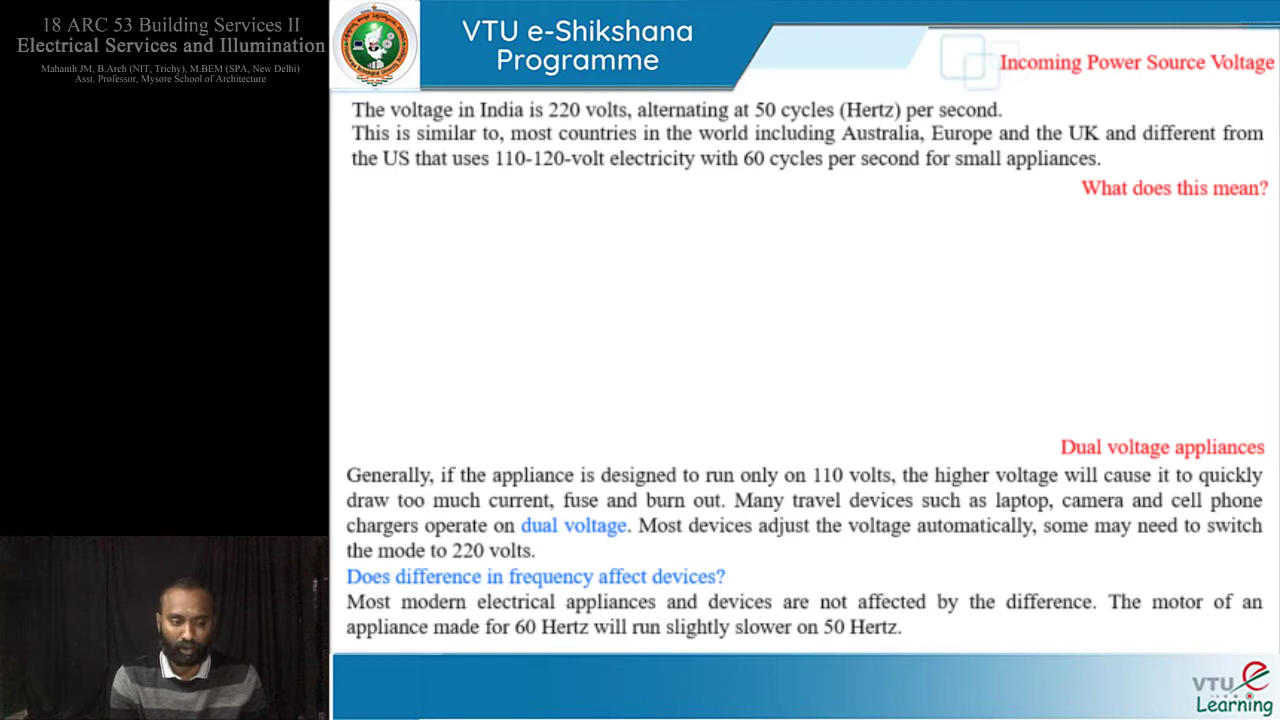 18 ARC 53 Building Services II
Electrical Services and Illumination
Mahanth JM, B.Arch (NIT, Trichy), M.BEM (SPA, New Delhi)
Asst. Professor, Mysore School of Architecture
VTU e-Shikshana
Programme
Incoming Power Source Voltage
The voltage in India is 220 volts, alternating at 50 cycles (Hertz) per second.
This is similar to, most countries in the world including Australia, Europe and the UK and different from
the US that uses 110-120-volt electricity with 60 cycles per second for small appliances.
What does this mean?
Dual voltage appliances
Generally, if the appliance is designed to run only on 110 volts, the higher voltage will cause it to quickly
draw too much current, fuse and burn out. Many travel devices such as laptop, camera and cell phone
chargers operate on dual voltage. Most devices adjust the voltage automatically, some may need to switch
the mode to 220 volts.
Does difference in frequency affect devices?
Most modern electrical appliances and devices are not affected by the difference. The motor of an
appliance made for 60 Hertz will run slightly slower on 50 Hertz.
VTU e
Learning